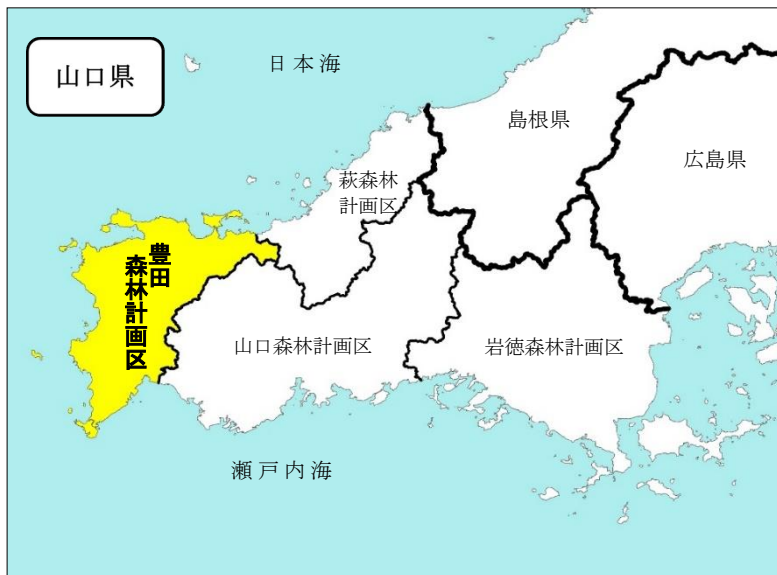 山口県
日本海
島根県
広島県
萩森林
計画区
豊田
森林計画区
山口森林計画区
岩徳森林計画区
瀬戸内海